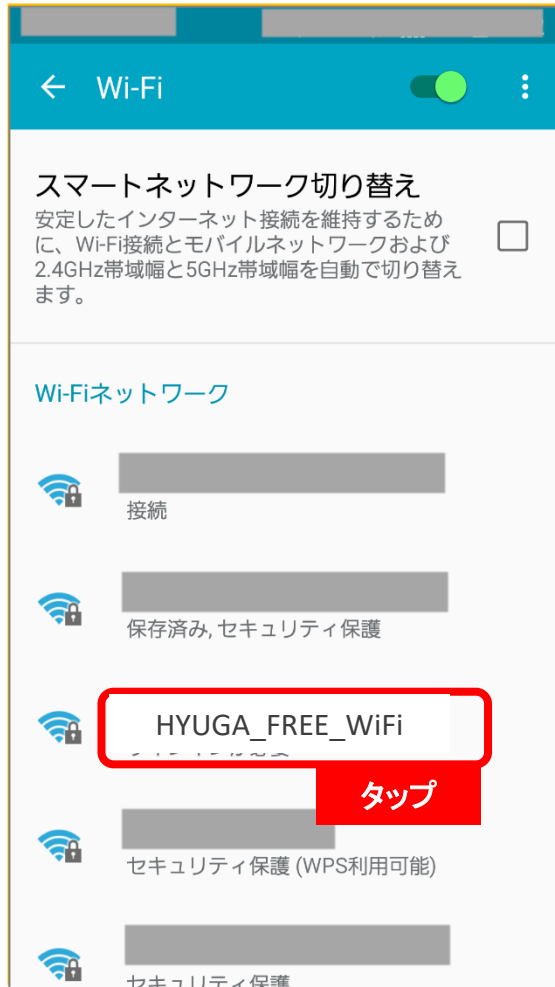 Wi-Fi
スマートネットワーク切り替え
安定したインターネット接続を維持するため
に、Wi-Fi接続とモバイルネットワークおよび
2.4GHz帯域幅と5GHz帯域幅を自動で切り替え
ます。
Wi-Fiネットワーク
接続
保存済み, セキュリティ保護
HYUGA_FREE_WiFi
タップ
セキュリティ保護 (WPS利用可能)
セキュリティ保護